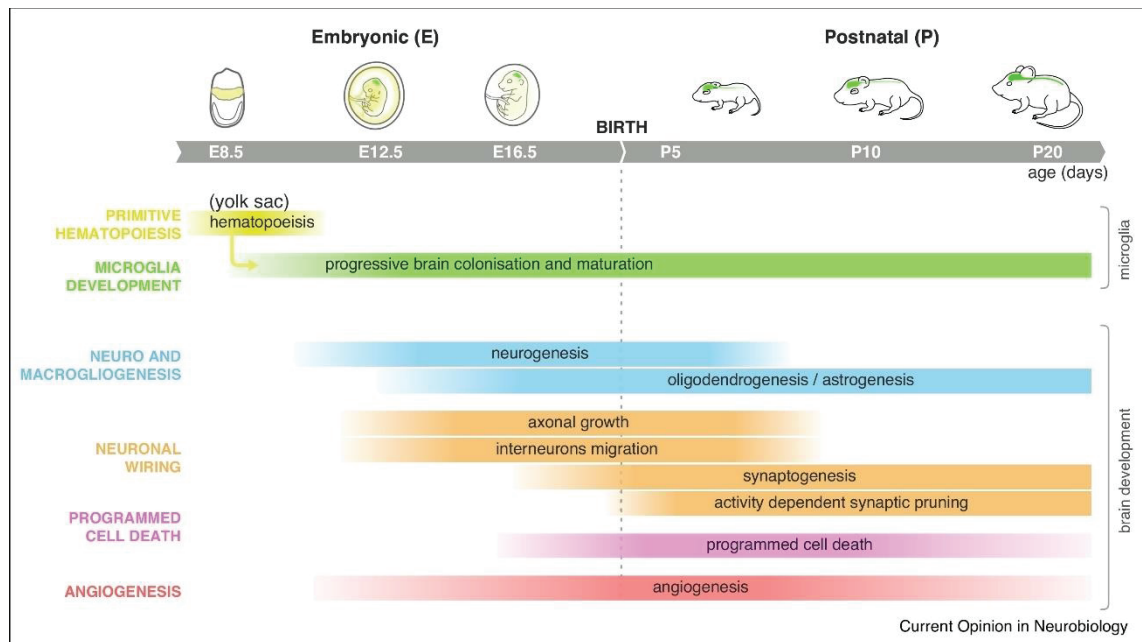 Embryonic (E)
Postnatal (P)
BIRTH
E8.5
E12.5
E16.5
P5
P10
P20
age (days)
PRIMITIVE
HEMATOPOIESIS
(yolk sac)
hematopoeisis
MICROGLIA
DEVELOPMENT
progressive brain colonisation and maturation
microglia
NEURO AND
MACROGLIOGENESIS
neurogenesis
oligodendrogenesis / astrogenesis
NEURONAL
WIRING
axonal growth
interneurons migration
synaptogenesis
activity dependent synaptic pruning
PROGRAMMED
CELL DEATH
programmed cell death
ANGIOGENESIS
angiogenesis
brain development
Current Opinion in Neurobiology